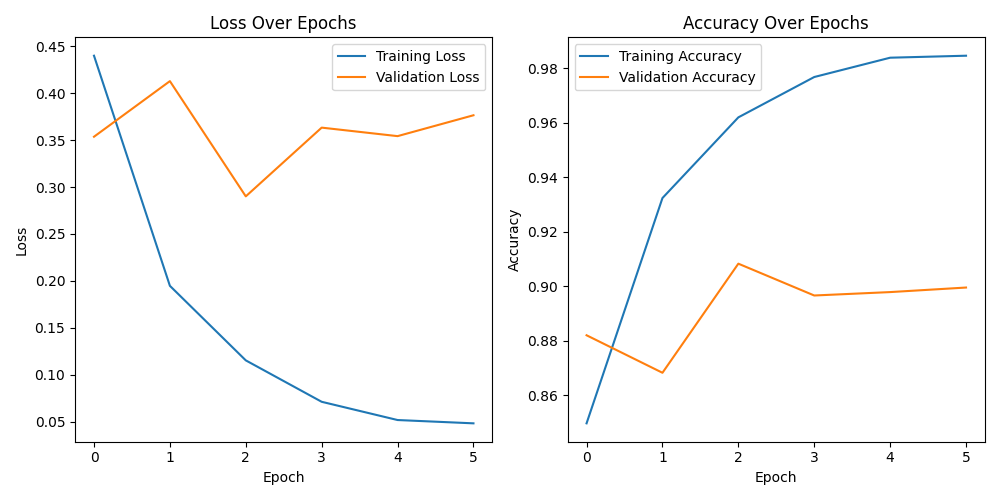 Loss Over Epochs
Training Loss
Validation Loss
0.45
0.40
0.35
0.30
0.25
0.20
0.15
0.10
0.05
Loss
0 1 2 3 4 5
Epoch
Accuracy Over Epochs
Training Accuracy
Validation Accuracy
0.98
0.96
0.94
0.92
0.90
0.88
0.86
Accuracy
0 1 2 3 4 5
Epoch